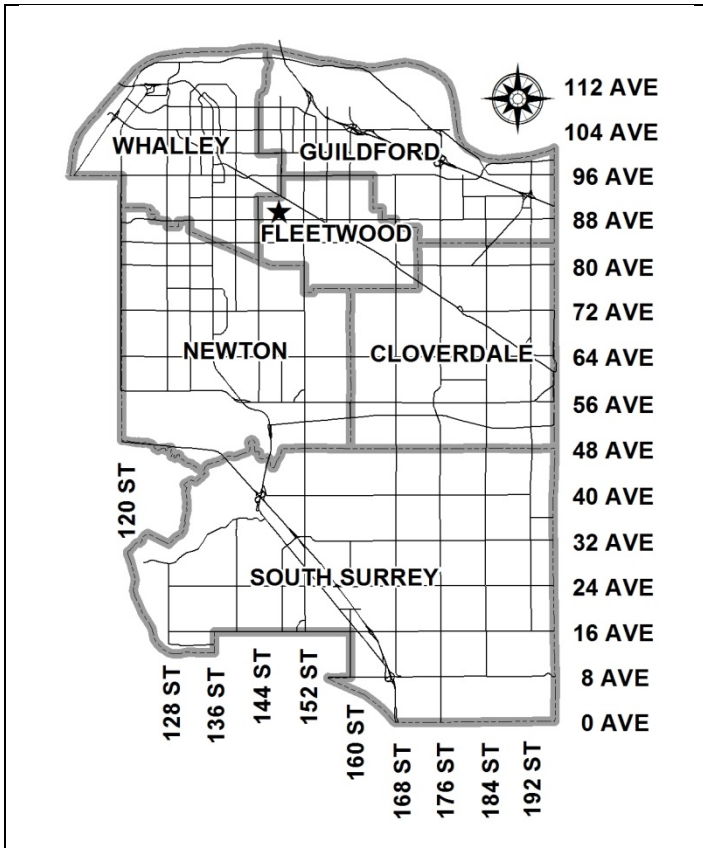 112 AVE
104 AVE
WHALLEY
GUILDFORD
96 AVE
88 AVE
FLEETWOOD
80 AVE
72 AVE
NEWTON
CLOVERDALE
64 AVE
56 AVE
48 AVE
120 ST
40 AVE
32 AVE
SOUTH SURREY
24 AVE
16 AVE
128 ST
136 ST
144 ST
152 ST
160 ST
8 AVE
0 AVE
168 ST
176 ST
184 ST
192 ST